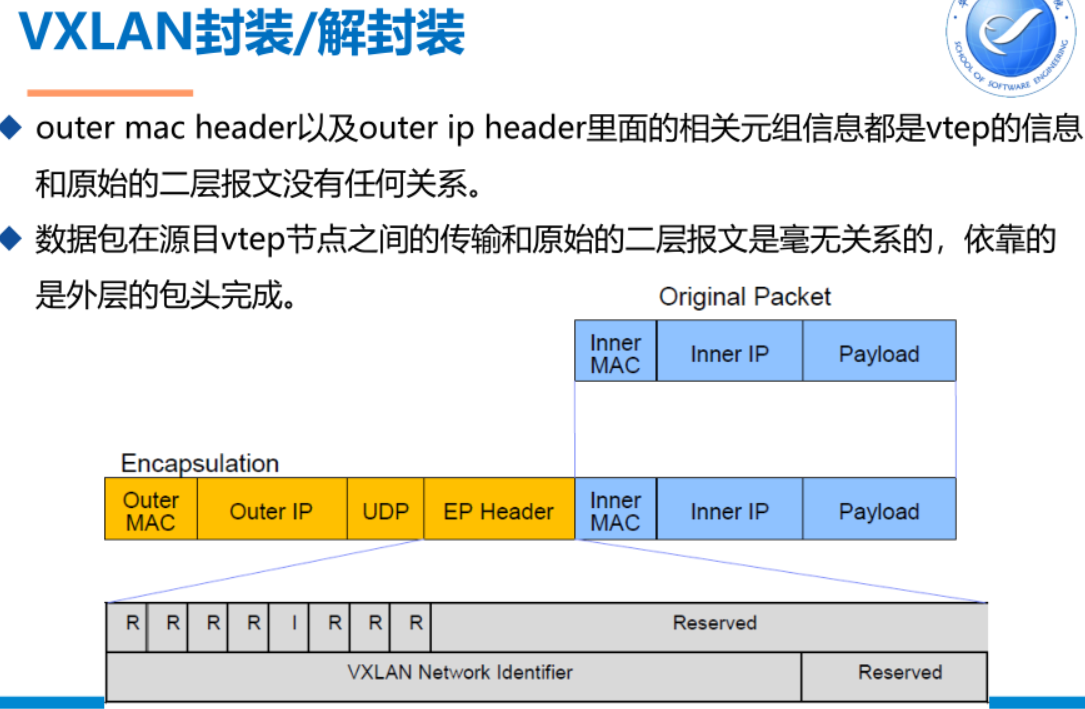 VXLAN封装/解封装
SCHOOL OF SOFTWARE ENGINEERING
outer mac header以及outer ip header里面的相关元组信息都是vtep的信息
和原始的二层报文没有任何关系。
数据包在源目vtep节点之间的传输和原始的二层报文是毫无关系的，依靠的
是外层的包头完成。
Original Packet
Inner MAC Inner IP Payload
Encapsulation
Outer MAC Outer IP UDP EP Header Inner MAC Inner IP Payload
R R R R I R R R Reserved
VXLAN Network Identifier Reserved